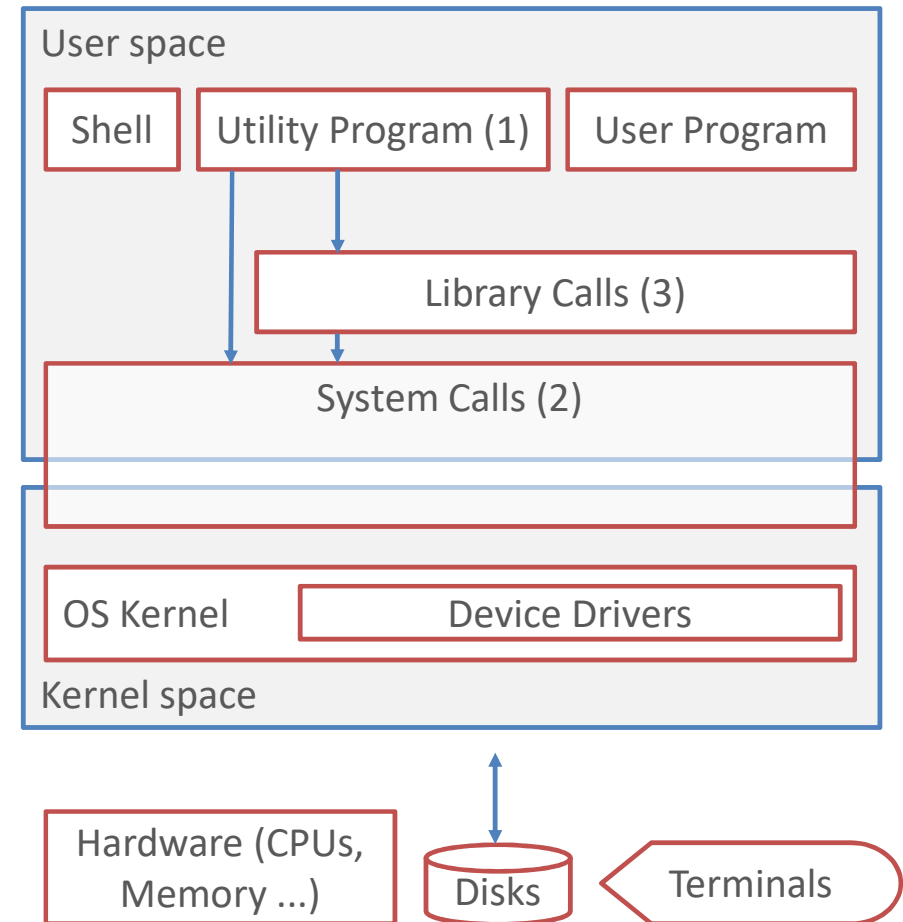 User space
Shell
Utility Program (1)
User Program
Library Calls (3)
System Calls (2)
OS Kernel
Device Drivers
Kernel space
Hardware (CPUs,
Memory ...)
Disks
Terminals